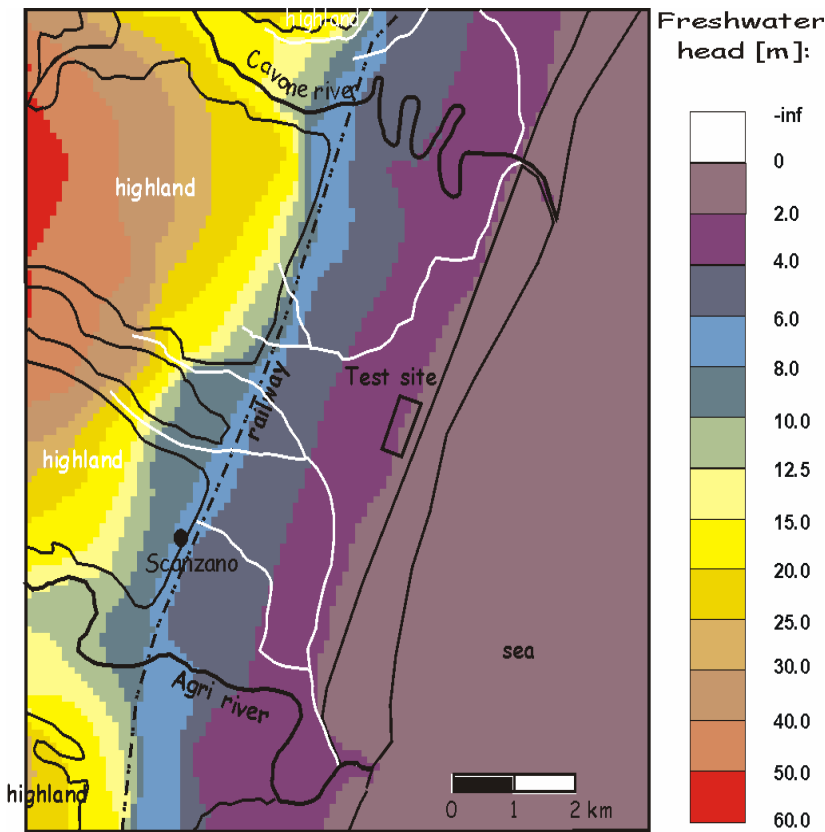 highland
Freshwater
head [m]:
Cavone river
-inf
0
highland
2.0
4.0
6.0
8.0
railway
Test site
10.0
highland
12.5
15.0
Scanzano
20.0
25.0
sea
30.0
Agri river
40.0
50.0
highland
0 1 2 km
60.0